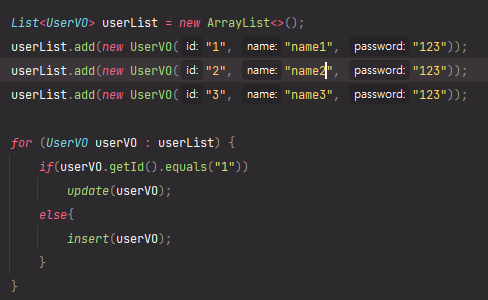 List<UserVO> userList = new ArrayList<>();
userList.add(new UserVO( id: "1", name: "name1", password: "123"));
userList.add(new UserVO( id: "2", name: "name2", password: "123"));
userList.add(new UserVO( id: "3", name: "name3", password: "123"));
for (UserVO userVO : userList) {
if(userVO.getId().equals("1"))
update(userVO);
else{
insert(userVO);
}
}